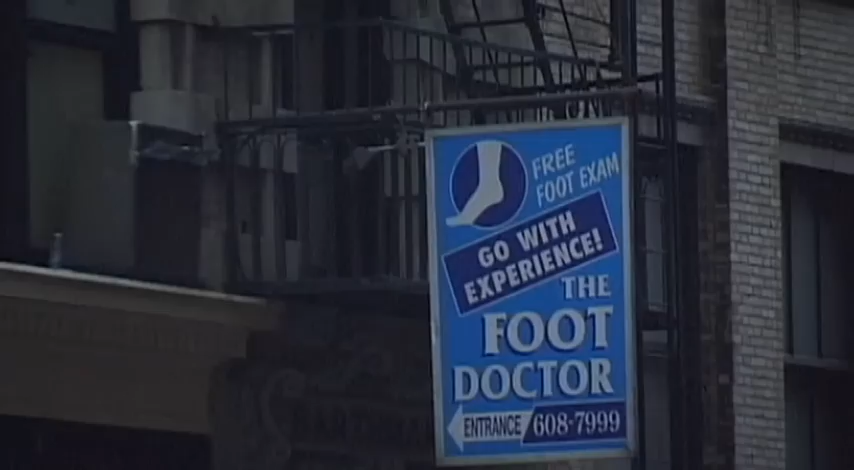 FREE
FOOT EXAM
GO WITH
EXPERIENCE!
THE
FOOT
DOCTOR
ENTRANCE 608-7999